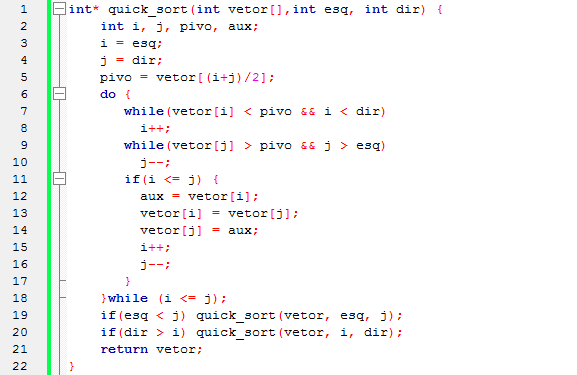 1 int* quick_sort(int vetor[],int esq, int dir) {
2 int i, j, pivo, aux;
3 i = esq;
4 j = dir;
5 pivo = vetor[(i+j)/2];
6 do {
7 while(vetor[i] < pivo && i < dir)
8 i++;
9 while(vetor[j] > pivo && j > esq)
10 j--;
11 if(i <= j) {
12 aux = vetor[i];
13 vetor[i] = vetor[j];
14 vetor[j] = aux;
15 i++;
16 j--;
17 }
18 }while (i <= j);
19 if(esq < j) quick_sort(vetor, esq, j);
20 if(dir > i) quick_sort(vetor, i, dir);
21 return vetor;
22 }